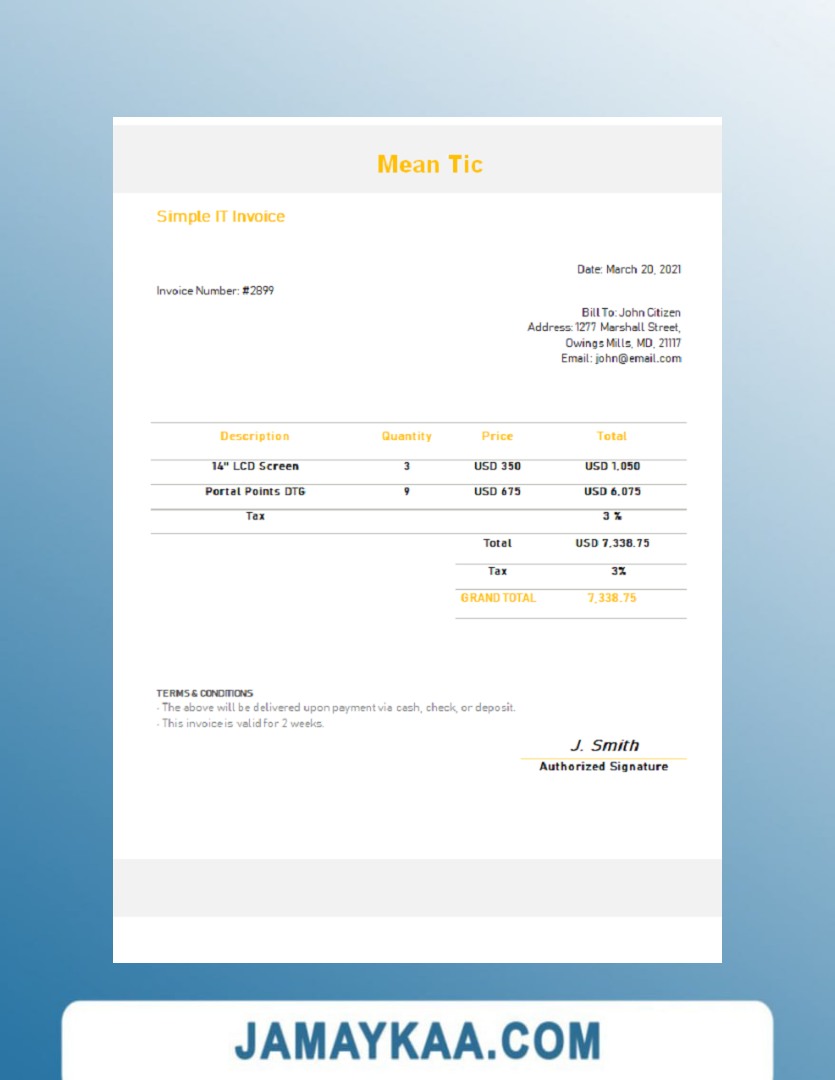 Mean Tic
Simple IT Invoice
Date: March 20, 2021
Invoice Number: #2899
Bill To: John Citizen
Address: 1277 Marshall Street,
Owings Mills, MD, 21117
Email: john@email.com
Description Quantity Price Total
14" LCD Screen 3 USD 350 USD 1,050
Portal Points DTG 9 USD 675 USD 6,075
Tax 3 %
Total USD 7,338.75
Tax 3%
GRAND TOTAL 7,338.75
TERMS & CONDITIONS
- The above will be delivered upon payment via cash, check, or deposit.
- This invoice is valid for 2 weeks.
J. Smith
Authorized Signature
JAMAYKAA.COM